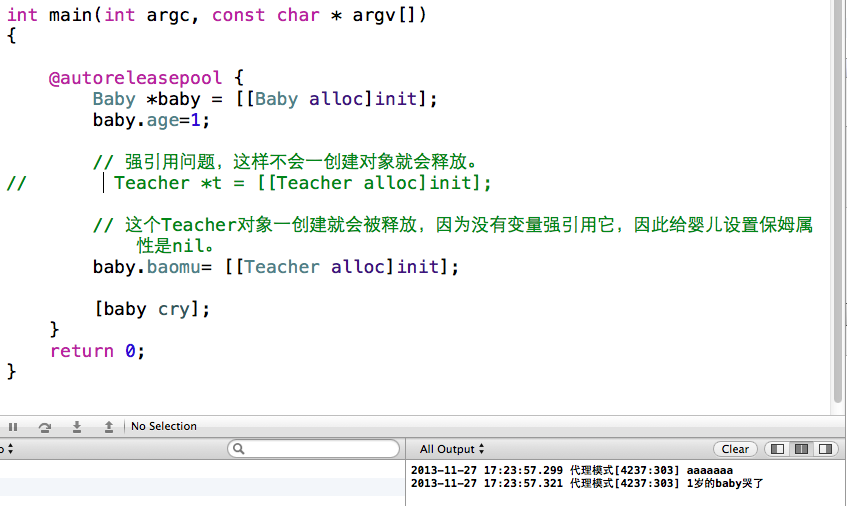 int main(int argc, const char * argv[])
{
@autoreleasepool {
Baby *baby = [[Baby alloc]init];
baby.age=1;
// 强引用问题，这样不会一创建对象就会释放。
// Teacher *t = [[Teacher alloc]init];
// 这个Teacher对象一创建就会被释放，因为没有变量强引用它，因此给婴儿设置保姆属
性是nil。
baby.baomu= [[Teacher alloc]init];
[baby cry];
}
return 0;
}
No Selection
All Output
Clear
2013-11-27 17:23:57.299 代理模式[4237:303] aaaaaaa
2013-11-27 17:23:57.321 代理模式[4237:303] 1岁的baby哭了